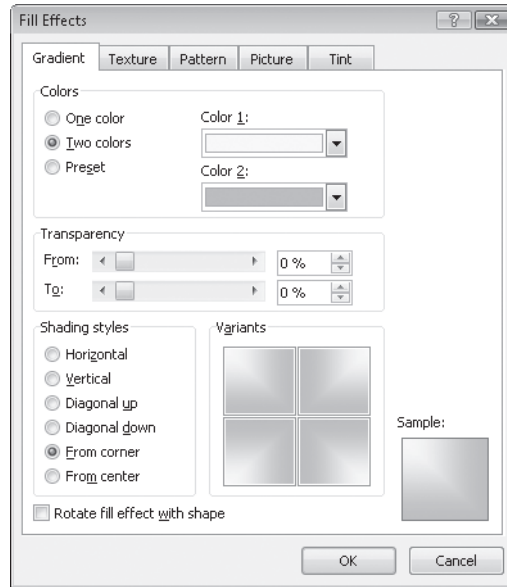 Fill Effects
Gradient Texture Pattern Picture Tint
Colors
One color
Two colors
Preset
Color 1:
Color 2:
Transparency
From: 0 %
To: 0 %
Shading styles
Horizontal
Vertical
Diagonal up
Diagonal down
From corner
From center
Variants
Sample:
Rotate fill effect with shape
OK Cancel